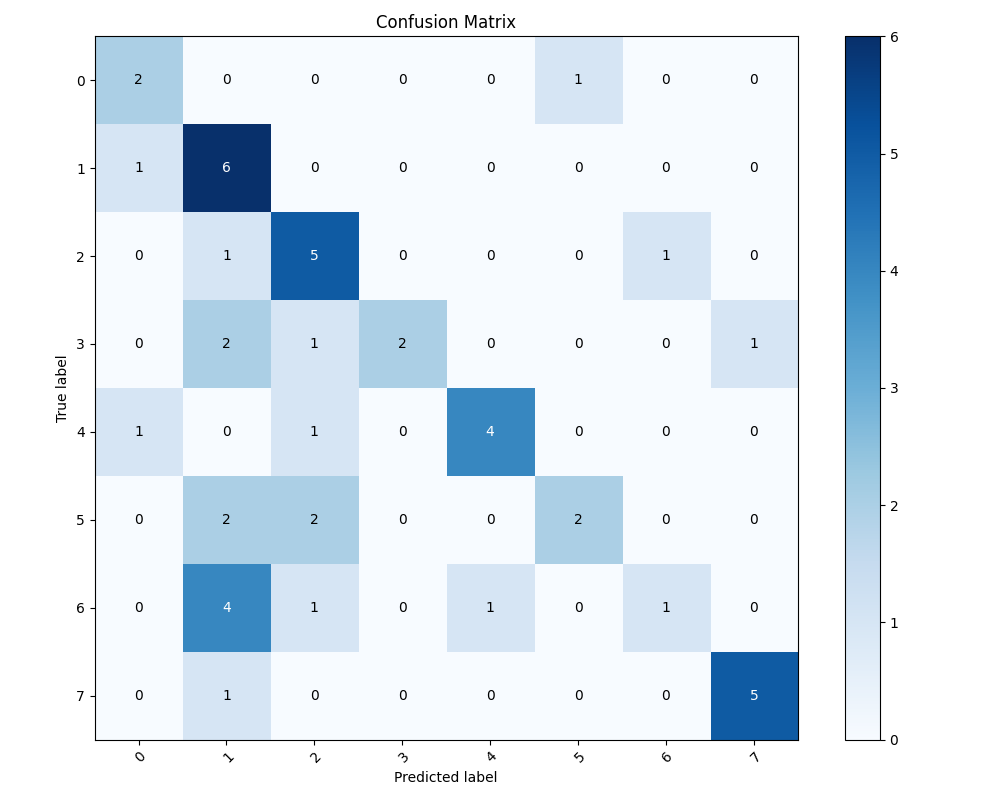 Confusion Matrix
0 2 0 0 0 0 1 0 0
1 1 6 0 0 0 0 0 0
2 0 1 5 0 0 0 1 0
3 0 2 1 2 0 0 0 1
4 1 0 1 0 4 0 0 0
5 0 2 2 0 0 2 0 0
6 0 4 1 0 1 0 1 0
7 0 1 0 0 0 0 0 5
0 1 2 3 4 5 6 7
True label
Predicted label
6
5
4
3
2
1
0